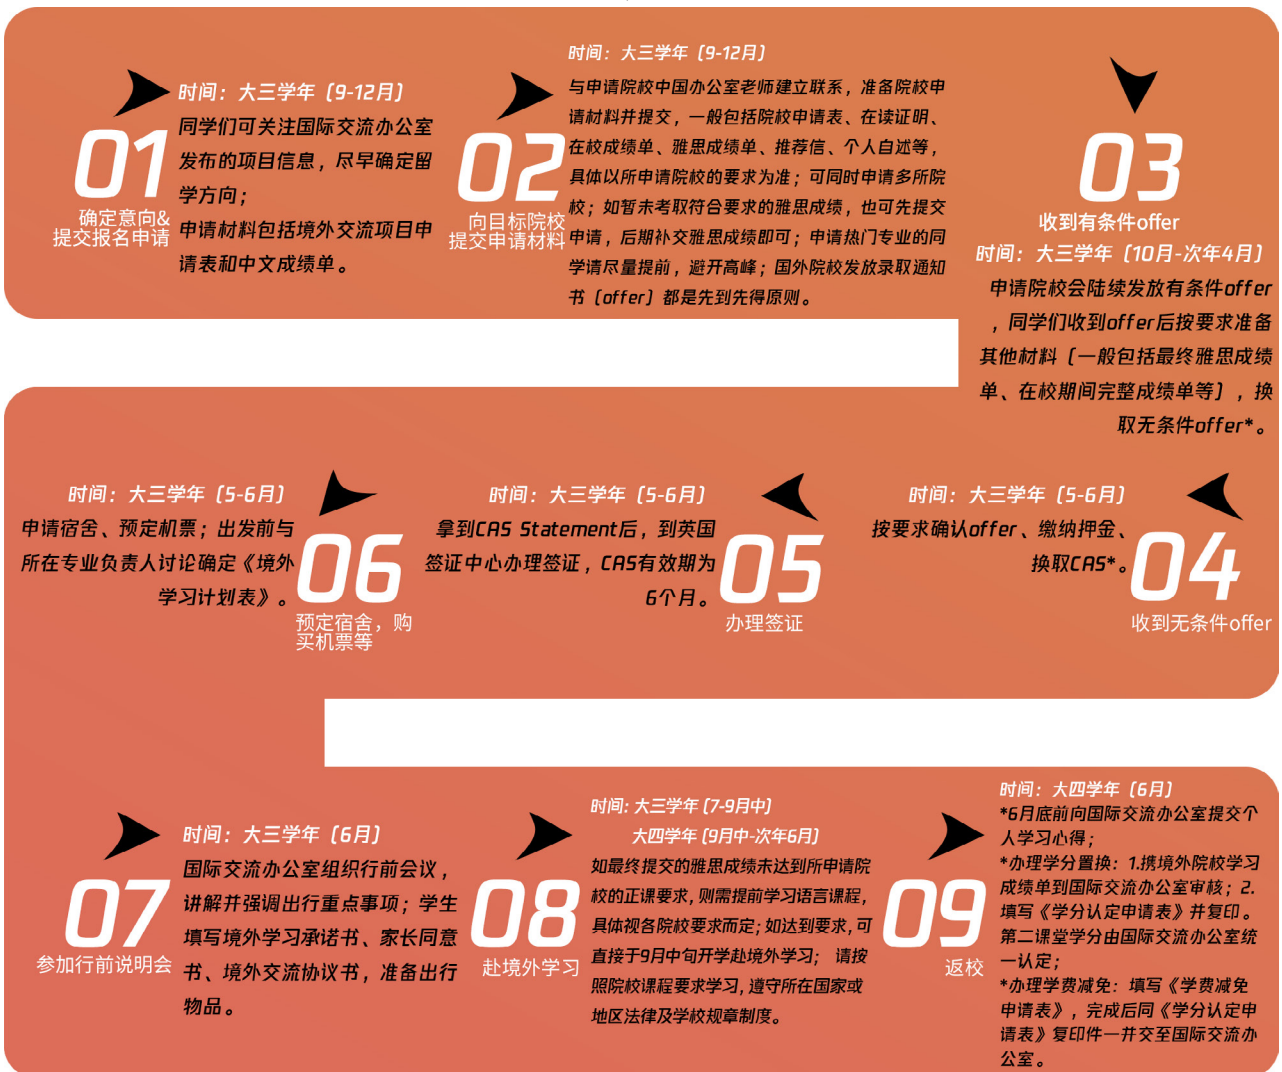 01
确定意向&
提交报名申请
时间：大三学年（9-12月）
同学们可关注国际交流办公室
发布的项目信息，尽早确定留
学方向；
申请材料包括境外交流项目申
请表和中文成绩单。
02
向目标院校
提交申请材料
时间：大三学年（9-12月）
与申请院校中国办公室老师建立联系，准备院校申
请材料并提交，一般包括院校申请表、在读证明、
在校成绩单、雅思成绩单、推荐信、个人自述等，
具体以所申请院校的要求为准；可同时申请多所院
校；如暂未考取符合要求的雅思成绩，也可先提交
申请，后期补交雅思成绩即可；申请热门专业的同
学请尽量提前，避开高峰；国外院校发放录取通知
书（offer）都是先到先得原则。
03
收到有条件offer
时间：大三学年（10月-次年4月）
申请院校会陆续发放有条件offer
，同学们收到offer后按要求准备
其他材料（一般包括最终雅思成绩
单、在校期间完整成绩单等），换
取无条件offer*。
04
收到无条件offer
时间：大三学年（5-6月）
按要求确认offer、缴纳押金、
换取CAS*。
05
办理签证
时间：大三学年（5-6月）
拿到CAS Statement后，到英国
签证中心办理签证，CAS有效期为
6个月。
06
预定宿舍，购
买机票等
时间：大三学年（5-6月）
申请宿舍、预定机票；出发前与
所在专业负责人讨论确定《境外
学习计划表》。
07
参加行前说明会
时间：大三学年（6月）
国际交流办公室组织行前会议，
讲解并强调出行重点事项；学生
填写境外学习承诺书、家长同意
书、境外交流协议书，准备出行
物品。
08
赴境外学习
时间:大三学年(7-9月中)
大四学年(9月中-次年6月)
如最终提交的雅思成绩未达到所申请院
校的正课要求,则需提前学习语言课程,
具体视各院校要求而定;如达到要求,可
直接于9月中旬开学赴境外学习; 请按
照院校课程要求学习,遵守所在国家或
地区法律及学校规章制度。
09
返校
时间：大四学年（6月）
*6月底前向国际交流办公室提交个
人学习心得；
*办理学分置换：1.携境外院校学习
成绩单到国际交流办公室审核；2.
填写《学分认定申请表》并复印。
第二课堂学分由国际交流办公室统
一认定；
*办理学费减免：填写《学费减免
申请表》，完成后同《学分认定申
请表》复印件一并交至国际交流办
公室。